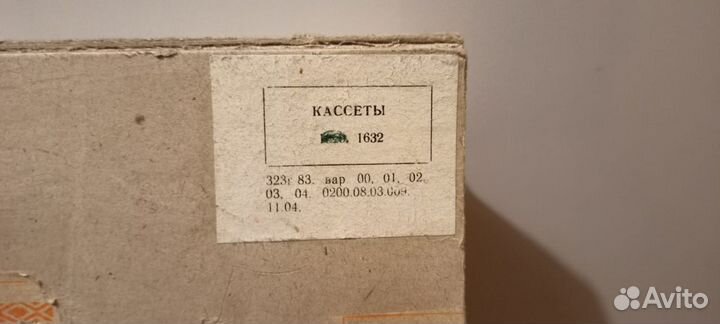 КАССЕТЫ
1632
323г 83. вар 00, 01, 02,
03, 04. 0200.08.03.009.
11.04.
Avito